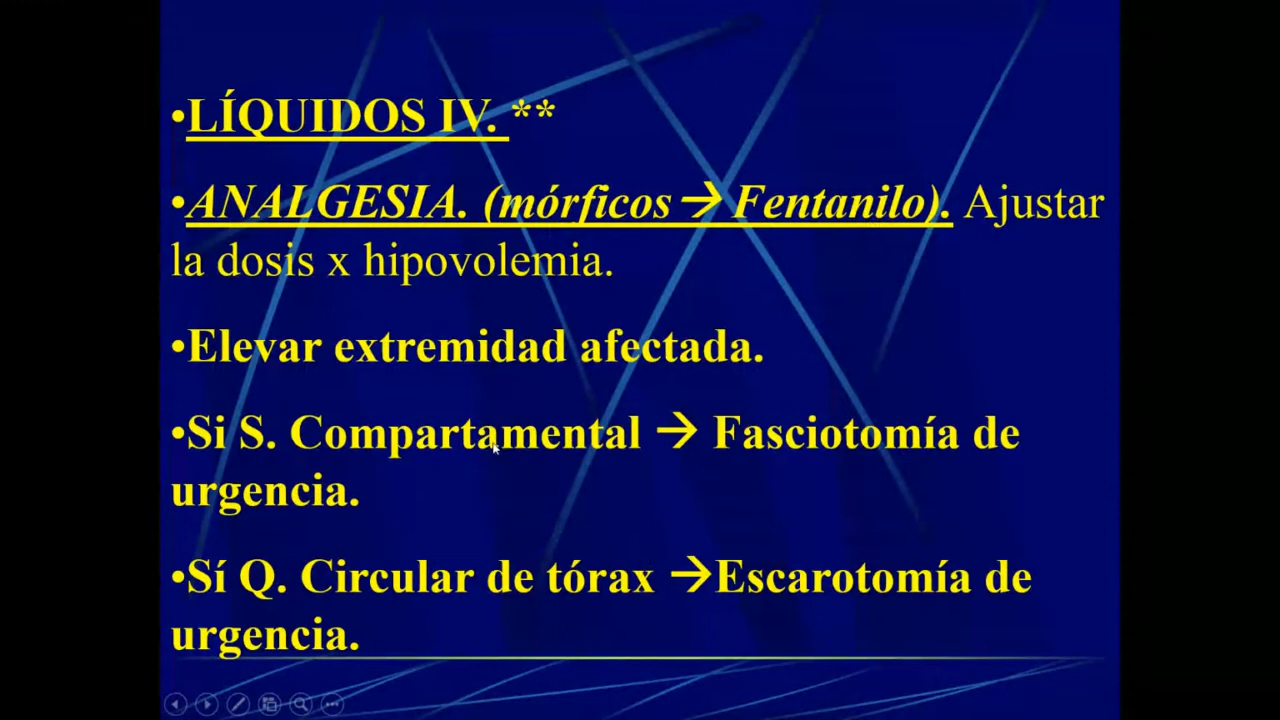 •LÍQUIDOS IV. **
•ANALGESIA. (mórficos → Fentanilo). Ajustar
la dosis x hipovolemia.
•Elevar extremidad afectada.
•Si S. Compartamental → Fasciotomía de
urgencia.
•Sí Q. Circular de tórax →Escarotomía de
urgencia.